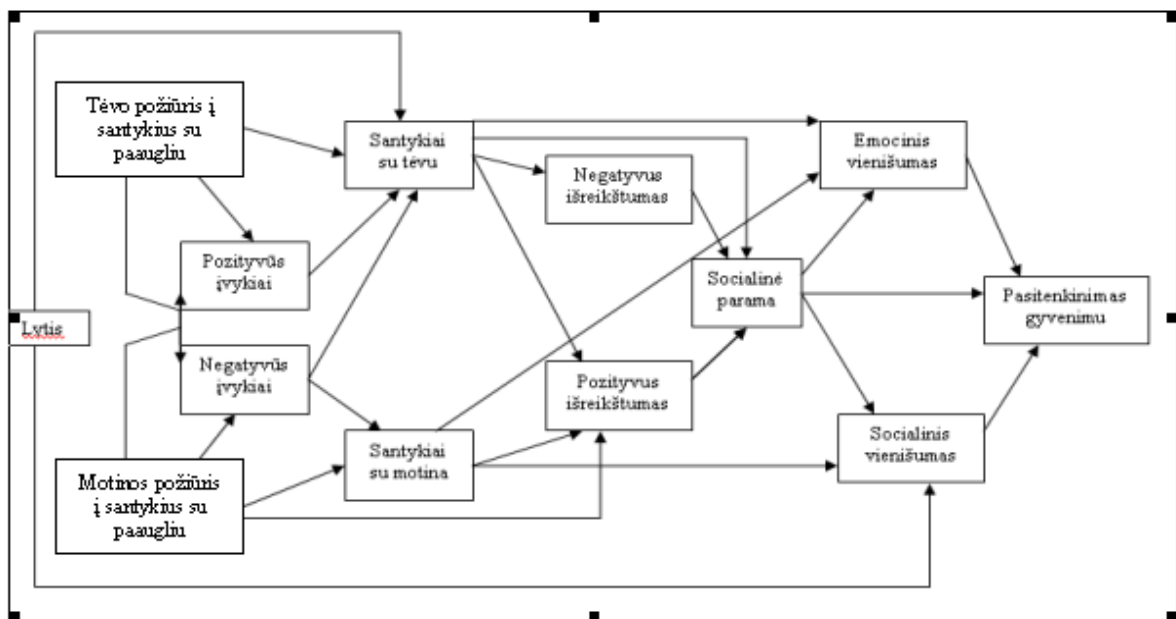 Tėvo požiūris į
santykius su
paaugliu
Santykiai
su tėvu
Emocinis
vienišumas
Negatyvus
išreikštumas
Pozityvūs
įvykiai
Socialinė
parama
Pasitenkinimas
gyvenimu
Lytis
Negatyvūs
įvykiai
Pozityvus
išreikštumas
Santykiai
su motina
Socialinis
vienišumas
Motinos požiūris
į santykius su
paaugliu